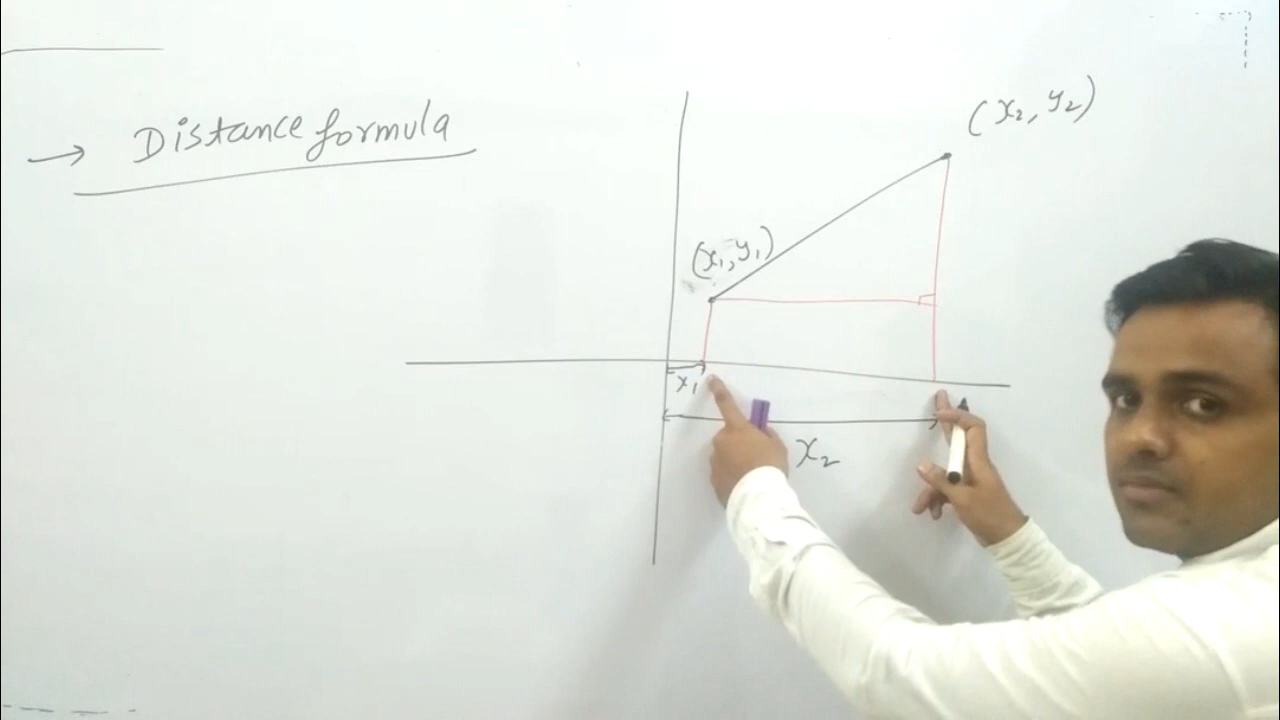 → Distance formula
(x₂, y₂)
(x₁, y₁)
x₁
x₂